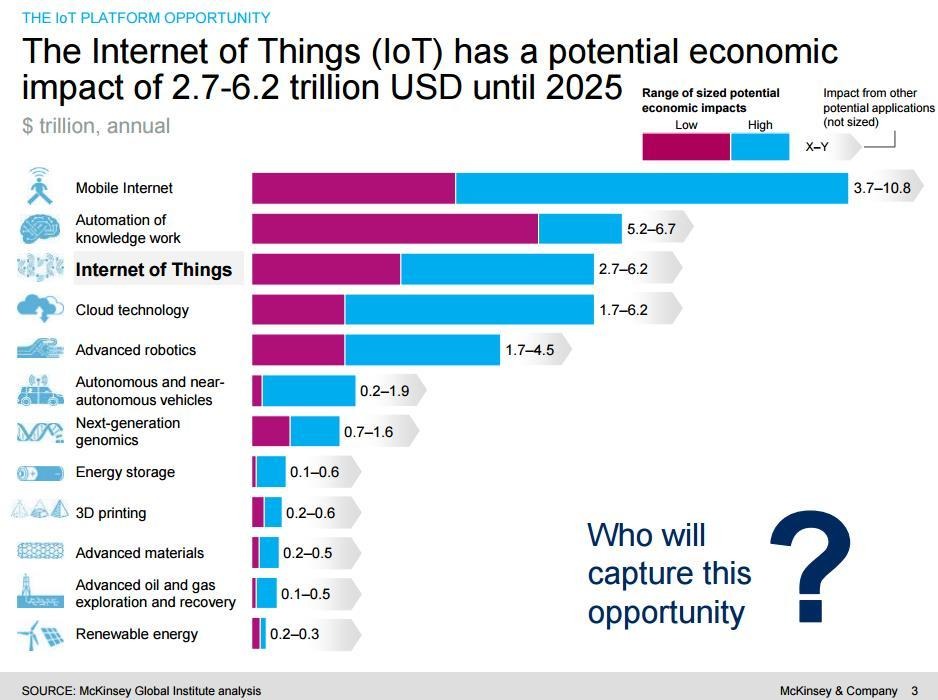 THE IoT PLATFORM OPPORTUNITY
The Internet of Things (IoT) has a potential economic
impact of 2.7-6.2 trillion USD until 2025
$ trillion, annual
Range of sized potential
economic impacts
Low High
Impact from other
potential applications
(not sized)
X–Y
Mobile Internet
3.7–10.8
Automation of
knowledge work
5.2–6.7
Internet of Things
2.7–6.2
Cloud technology
1.7–6.2
Advanced robotics
1.7–4.5
Autonomous and near-
autonomous vehicles
0.2–1.9
Next-generation
genomics
0.7–1.6
Energy storage
0.1–0.6
3D printing
0.2–0.6
Advanced materials
0.2–0.5
Advanced oil and gas
exploration and recovery
0.1–0.5
Renewable energy
0.2–0.3
Who will
capture this
opportunity
?
SOURCE: McKinsey Global Institute analysis
McKinsey & Company 3